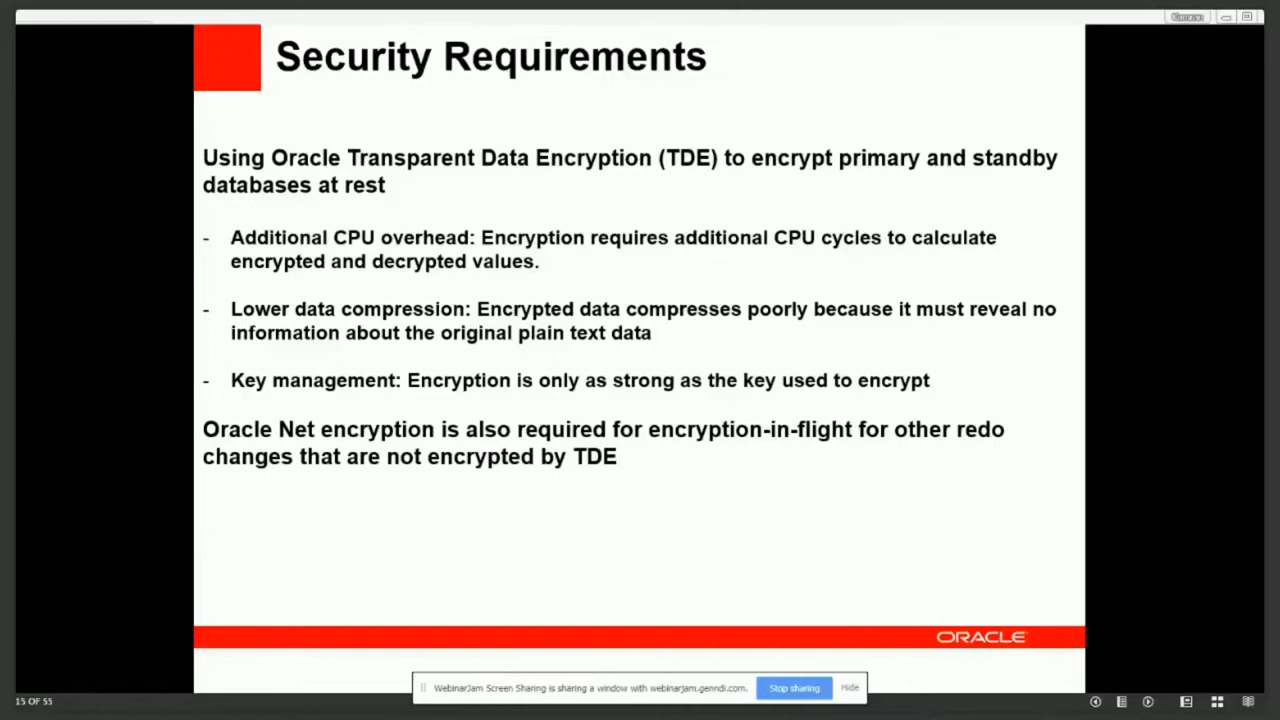 Security Requirements
Using Oracle Transparent Data Encryption (TDE) to encrypt primary and standby
databases at rest
- Additional CPU overhead: Encryption requires additional CPU cycles to calculate
encrypted and decrypted values.
- Lower data compression: Encrypted data compresses poorly because it must reveal no
information about the original plain text data
- Key management: Encryption is only as strong as the key used to encrypt
Oracle Net encryption is also required for encryption-in-flight for other redo
changes that are not encrypted by TDE
ORACLE
WebinarJam Screen Sharing is sharing a window with webinarjam.genndi.com.
Stop sharing
Hide
15 OF 55